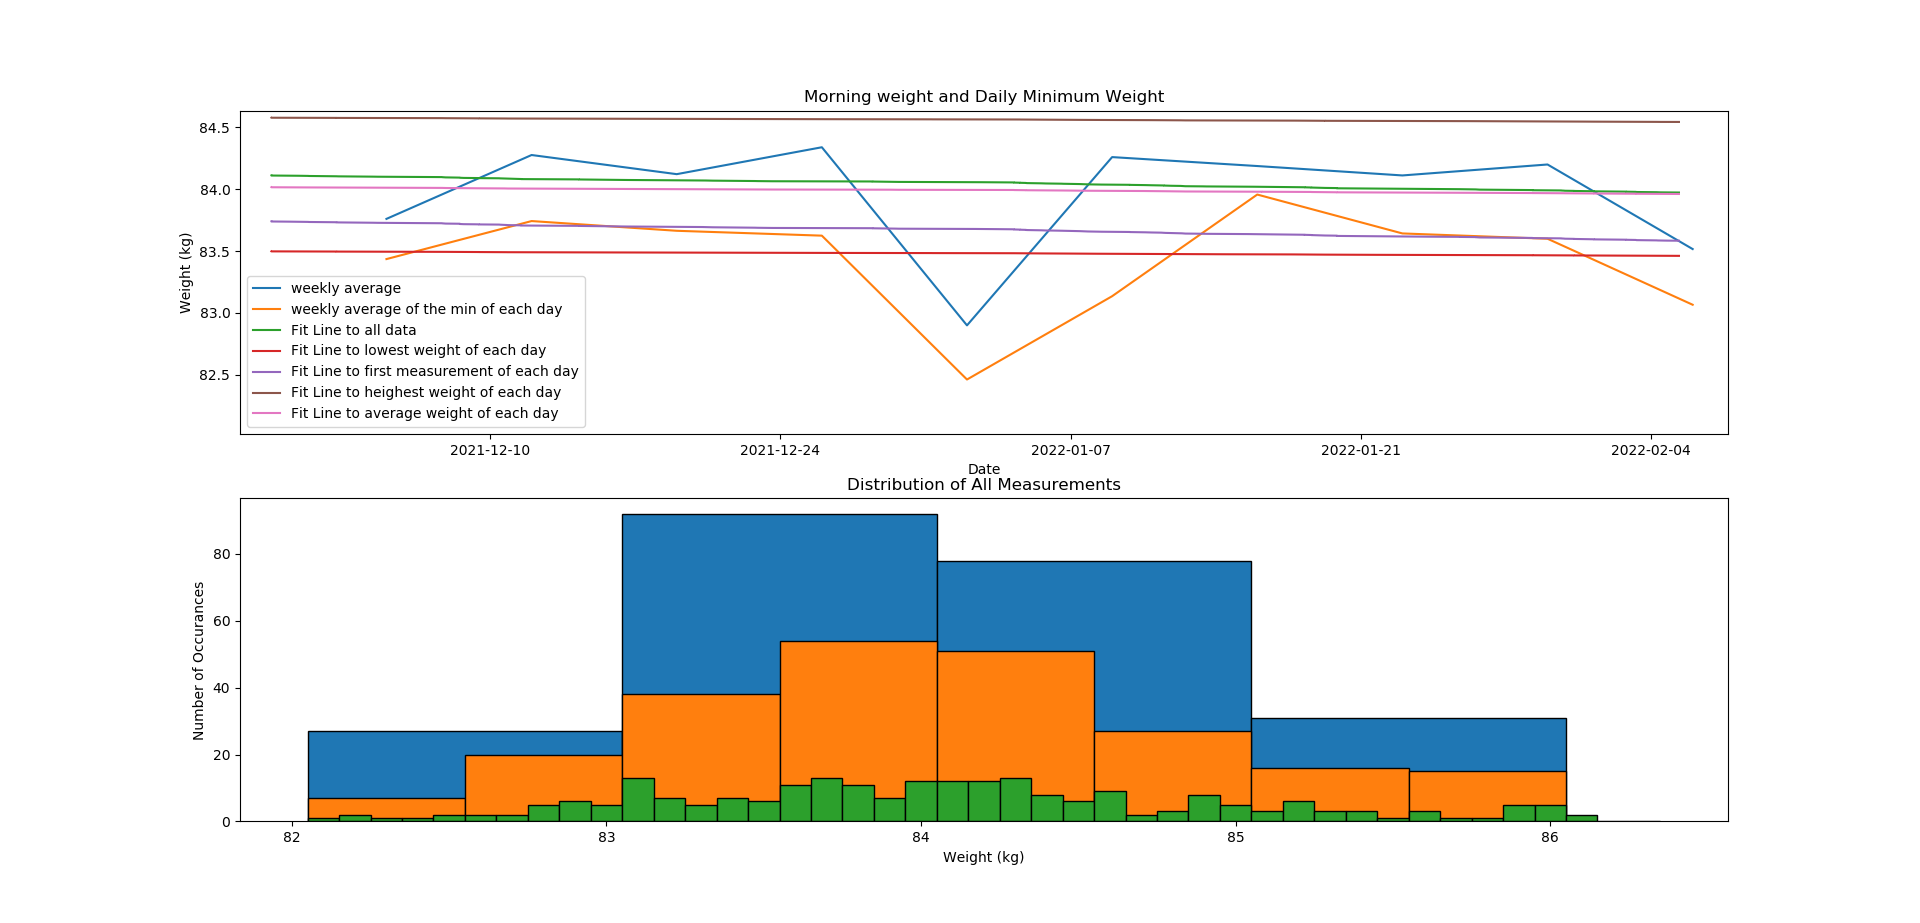 Morning weight and Daily Minimum Weight
84.5
84.0
83.5
83.0
82.5
Weight (kg)
weekly average
weekly average of the min of each day
Fit Line to all data
Fit Line to lowest weight of each day
Fit Line to first measurement of each day
Fit Line to heighest weight of each day
Fit Line to average weight of each day
2021-12-10 2021-12-24 2022-01-07 2022-01-21 2022-02-04
Date
Distribution of All Measurements
80
60
40
20
0
Number of Occurances
82 83 84 85 86
Weight (kg)